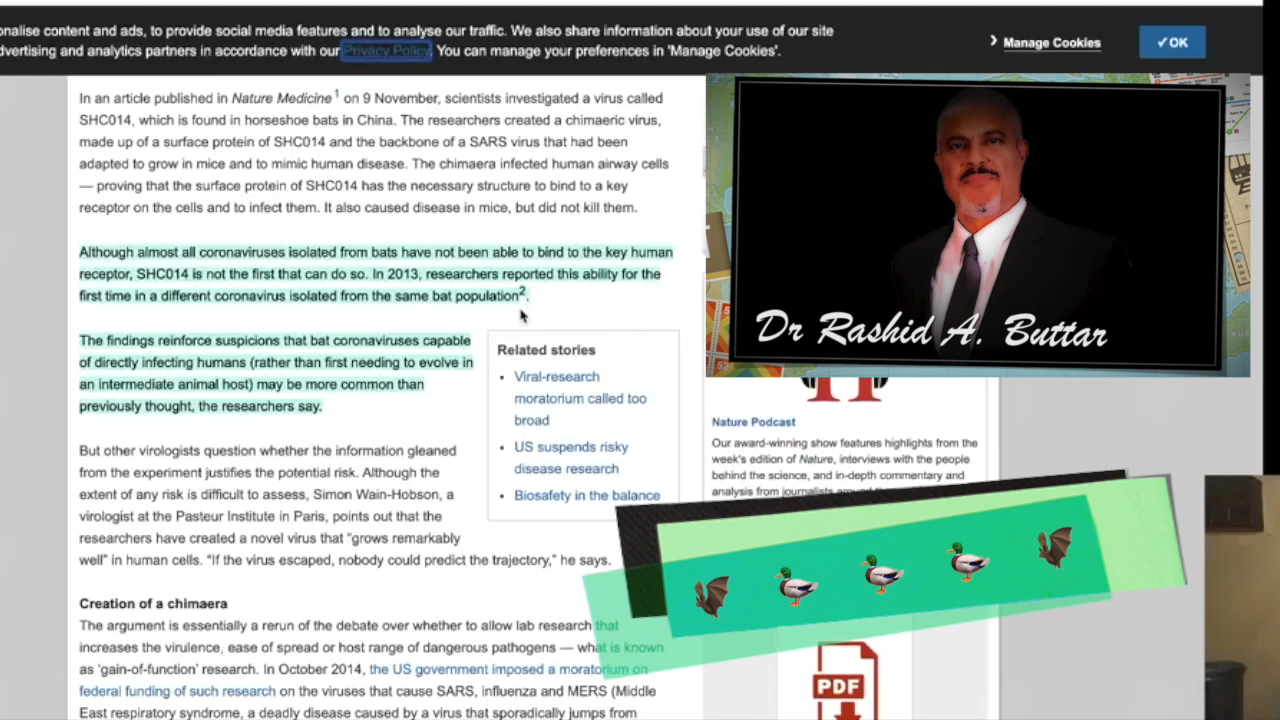 onalise content and ads, to provide social media features and to analyse our traffic. We also share information about your use of our site
dvertising and analytics partners in accordance with our Privacy Policy. You can manage your preferences in 'Manage Cookies'.
Manage Cookies
✓OK
In an article published in Nature Medicine1 on 9 November, scientists investigated a virus called
SHC014, which is found in horseshoe bats in China. The researchers created a chimaeric virus,
made up of a surface protein of SHC014 and the backbone of a SARS virus that had been
adapted to grow in mice and to mimic human disease. The chimaera infected human airway cells
— proving that the surface protein of SHC014 has the necessary structure to bind to a key
receptor on the cells and to infect them. It also caused disease in mice, but did not kill them.
Although almost all coronaviruses isolated from bats have not been able to bind to the key human
receptor, SHC014 is not the first that can do so. In 2013, researchers reported this ability for the
first time in a different coronavirus isolated from the same bat population2.
The findings reinforce suspicions that bat coronaviruses capable
of directly infecting humans (rather than first needing to evolve in
an intermediate animal host) may be more common than
previously thought, the researchers say.
Related stories
• Viral-research
moratorium called too
broad
• US suspends risky
disease research
• Biosafety in the balance
But other virologists question whether the information gleaned
from the experiment justifies the potential risk. Although the
extent of any risk is difficult to assess, Simon Wain-Hobson, a
virologist at the Pasteur Institute in Paris, points out that the
researchers have created a novel virus that "grows remarkably
well" in human cells. "If the virus escaped, nobody could predict the trajectory," he says.
Creation of a chimaera
The argument is essentially a rerun of the debate over whether to allow lab research that
increases the virulence, ease of spread or host range of dangerous pathogens — what is known
as 'gain-of-function' research. In October 2014, the US government imposed a moratorium on
federal funding of such research on the viruses that cause SARS, influenza and MERS (Middle
East respiratory syndrome, a deadly disease caused by a virus that sporadically jumps from
Dr Rashid A. Buttar
Nature Podcast
Our award-winning show features highlights from the
week's edition of Nature, interviews with the people
behind the science, and in-depth commentary and
analysis from journalists around the
PDF